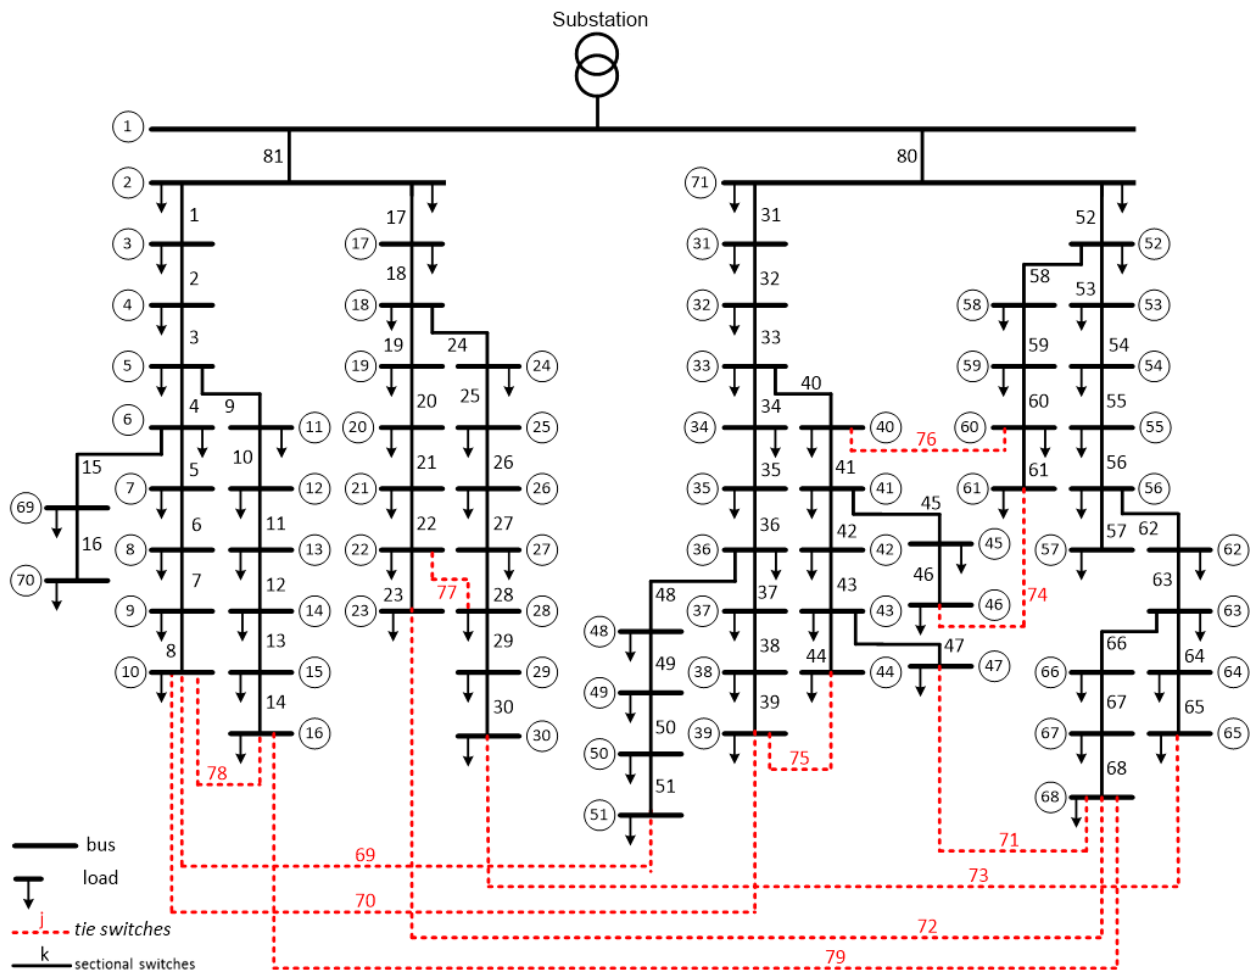 Substation
1
81 80
2 71
1 17 31 52
3 17 31 52
2 18 32 58 53
4 18 32 58 53
3 19 24 33 59 54
5 19 24 33 40 59 54
4 9 20 25 34 60 55
6 11 20 25 34 40 76 60 55
15 5 10 21 26 35 41 61 56
7 12 21 26 35 41 61 56
69 6 11 22 27 36 42 45 62
8 13 22 27 36 42 45 57 62
16 70 7 12 77 28 48 37 43 46 74 63
9 14 23 23 28 37 43 46 63
8 13 29 48 38 44 47 66 64
10 15 29 49 38 44 47 66 64
14 30 49 39 67 65
16 30 50 39 67 65
78 50 75 68
51 51 68
bus
load
69 71
73
j tie switches
70 72
k sectional switches
79